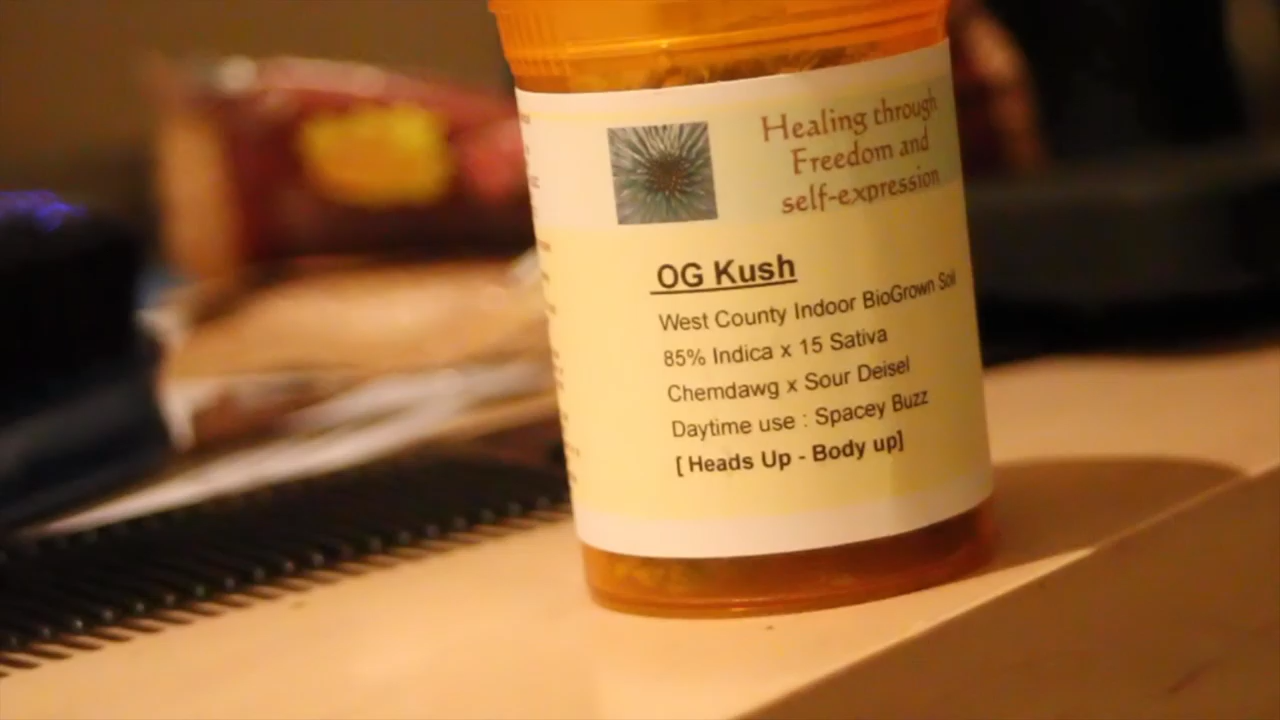 Healing through
Freedom and
self-expression
OG Kush
West County Indoor BioGrown Soil
85% Indica x 15 Sativa
Chemdawg x Sour Deisel
Daytime use : Spacey Buzz
[ Heads Up - Body up]